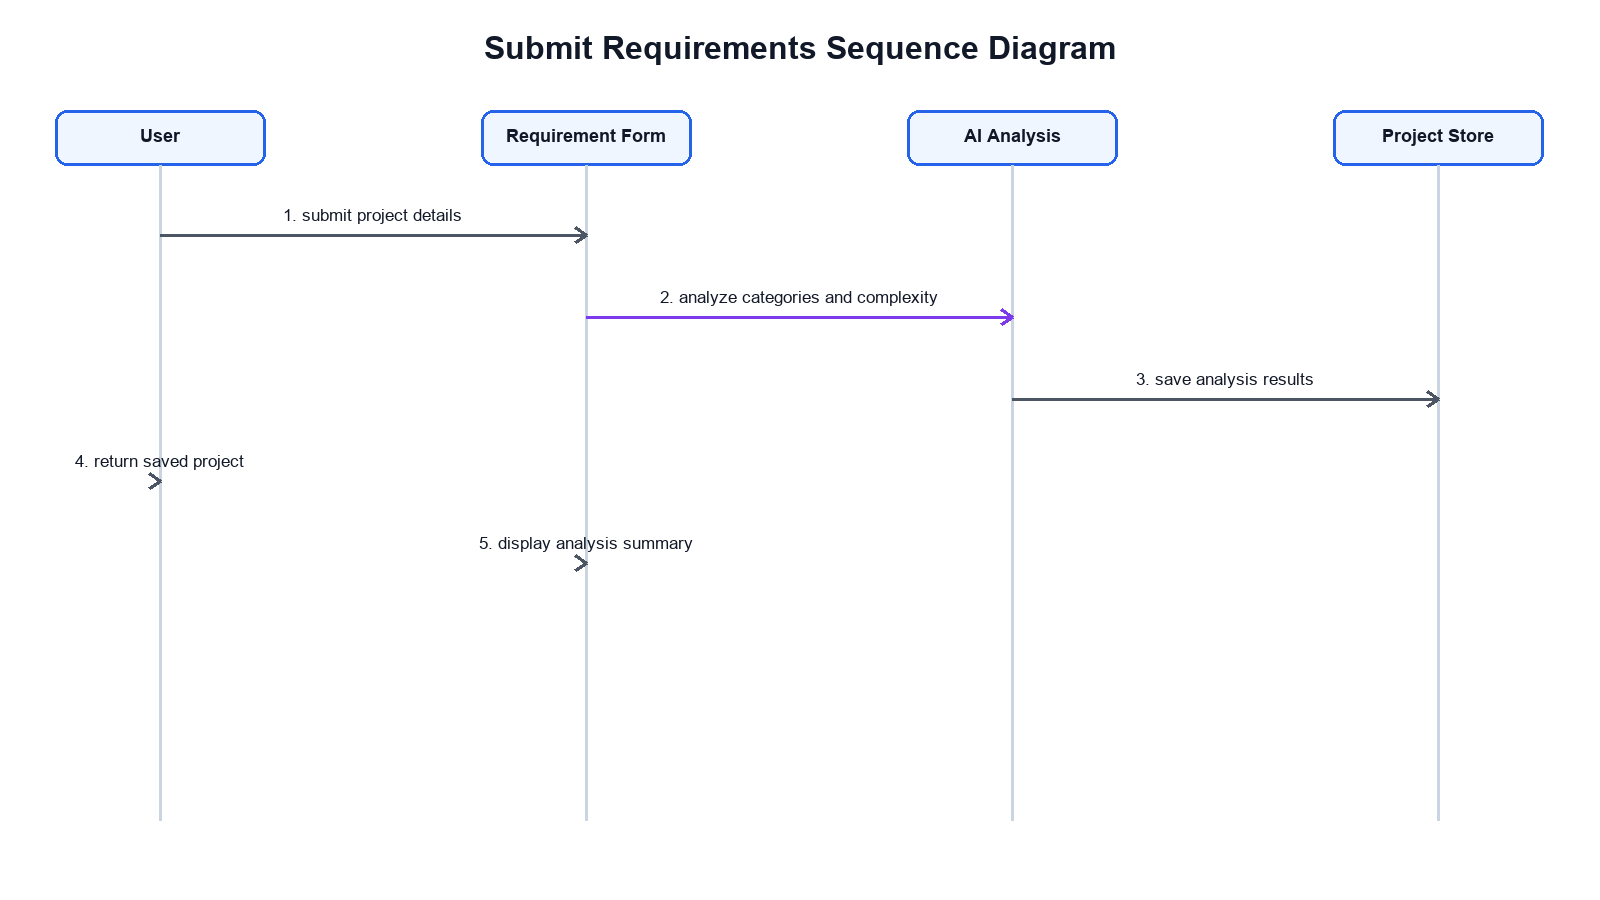 Submit Requirements Sequence Diagram
User
Requirement Form
AI Analysis
Project Store
1. submit project details
2. analyze categories and complexity
3. save analysis results
4. return saved project
5. display analysis summary